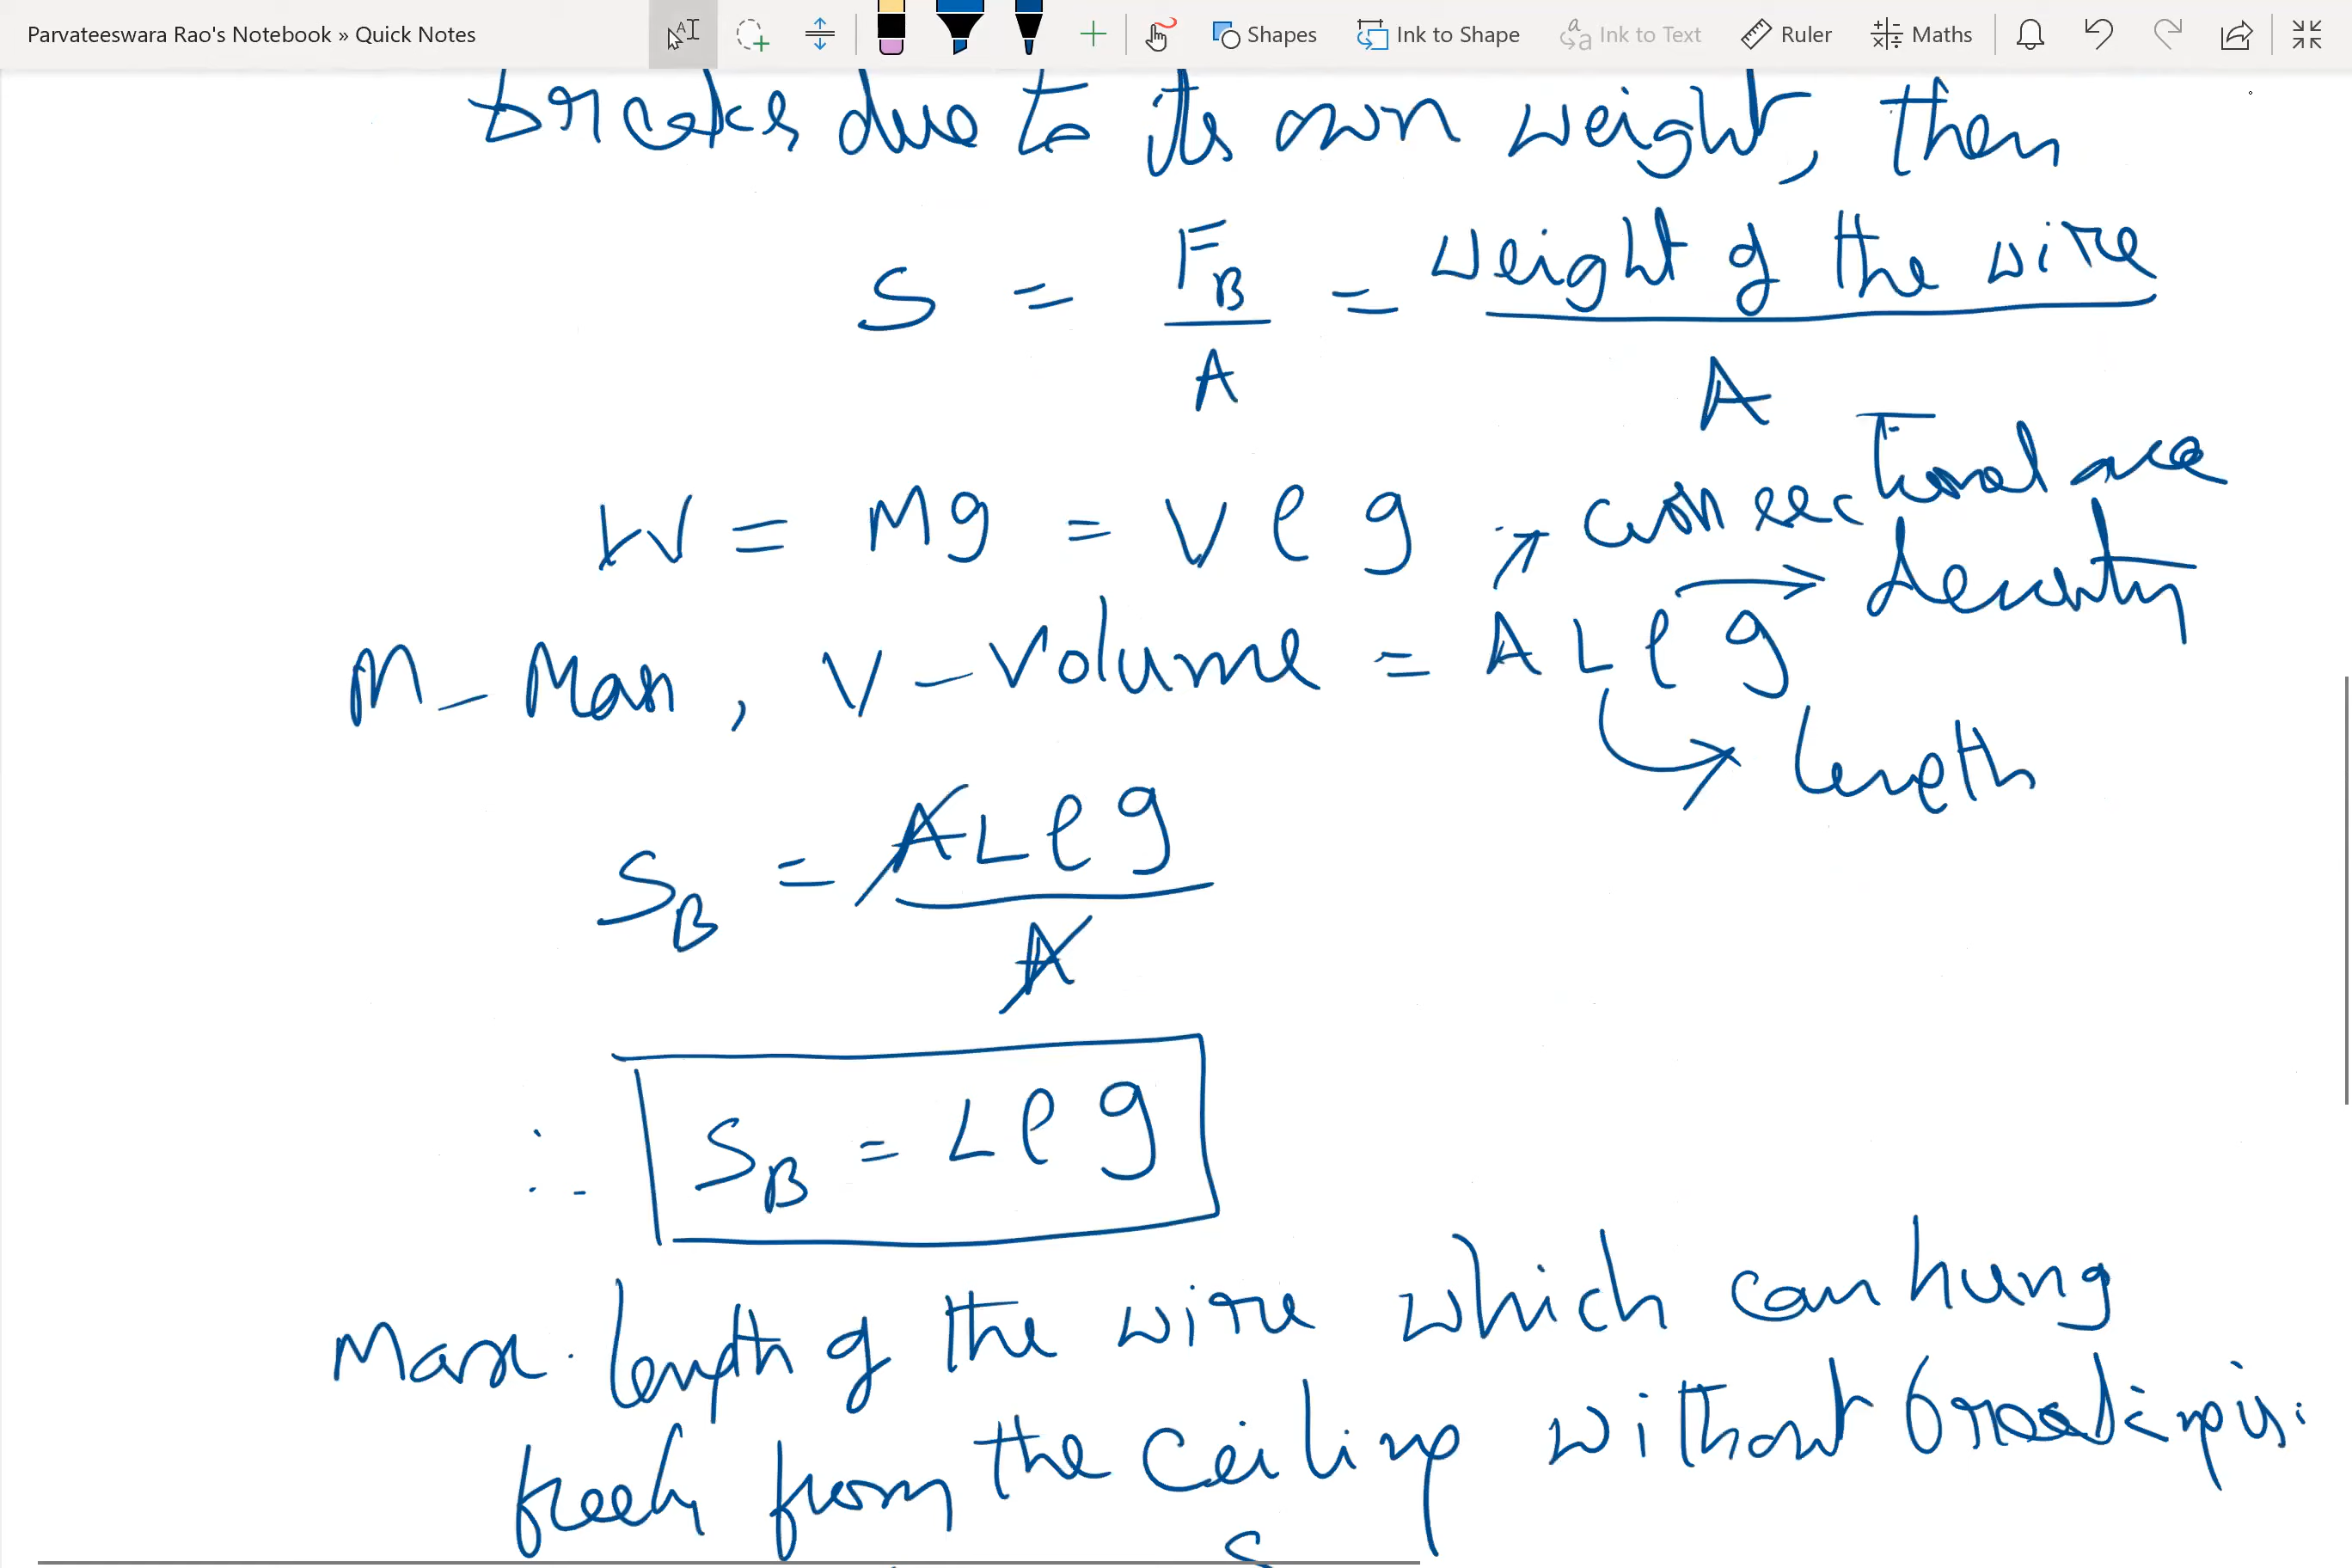 Parvateeswara Rao's Notebook » Quick Notes Shapes Ink to Shape Ink to Text Ruler Maths
breaks due to its own weight, then
S = F_B / A = weight of the wire / A
W = Mg = Vρg → cross sectional area
→ density
M - Mass, V - Volume = ALρg
→ length
S_B = ALρg / A
∴ S_B = Lρg
Max. length of the wire which can hung
freely from the ceiling without breaking is:
S